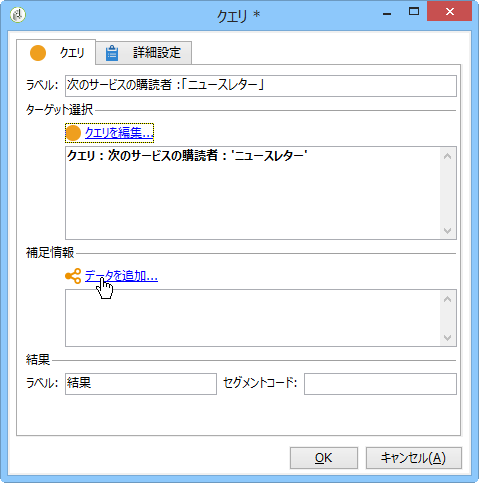 クエリ *
クエリ 詳細設定
ラベル: 次のサービスの購読者 :「ニュースレター」
ターゲット選択
クエリを編集...
クエリ : 次のサービスの購読者 : 'ニュースレター'
補足情報
データを追加...
結果
ラベル: 結果 セグメントコード:
OK キャンセル(A)